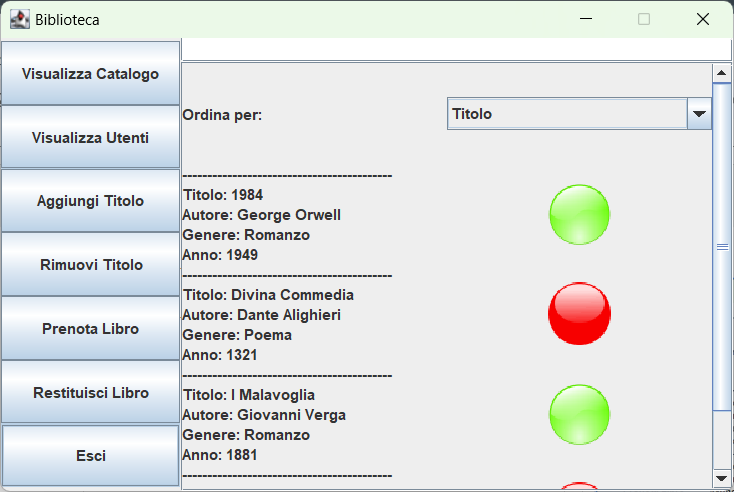 Biblioteca
Visualizza Catalogo
Visualizza Utenti
Aggiungi Titolo
Rimuovi Titolo
Prenota Libro
Restituisci Libro
Esci
Ordina per:
Titolo
------------------------------------------
Titolo: 1984
Autore: George Orwell
Genere: Romanzo
Anno: 1949
------------------------------------------
Titolo: Divina Commedia
Autore: Dante Alighieri
Genere: Poema
Anno: 1321
------------------------------------------
Titolo: I Malavoglia
Autore: Giovanni Verga
Genere: Romanzo
Anno: 1881
------------------------------------------